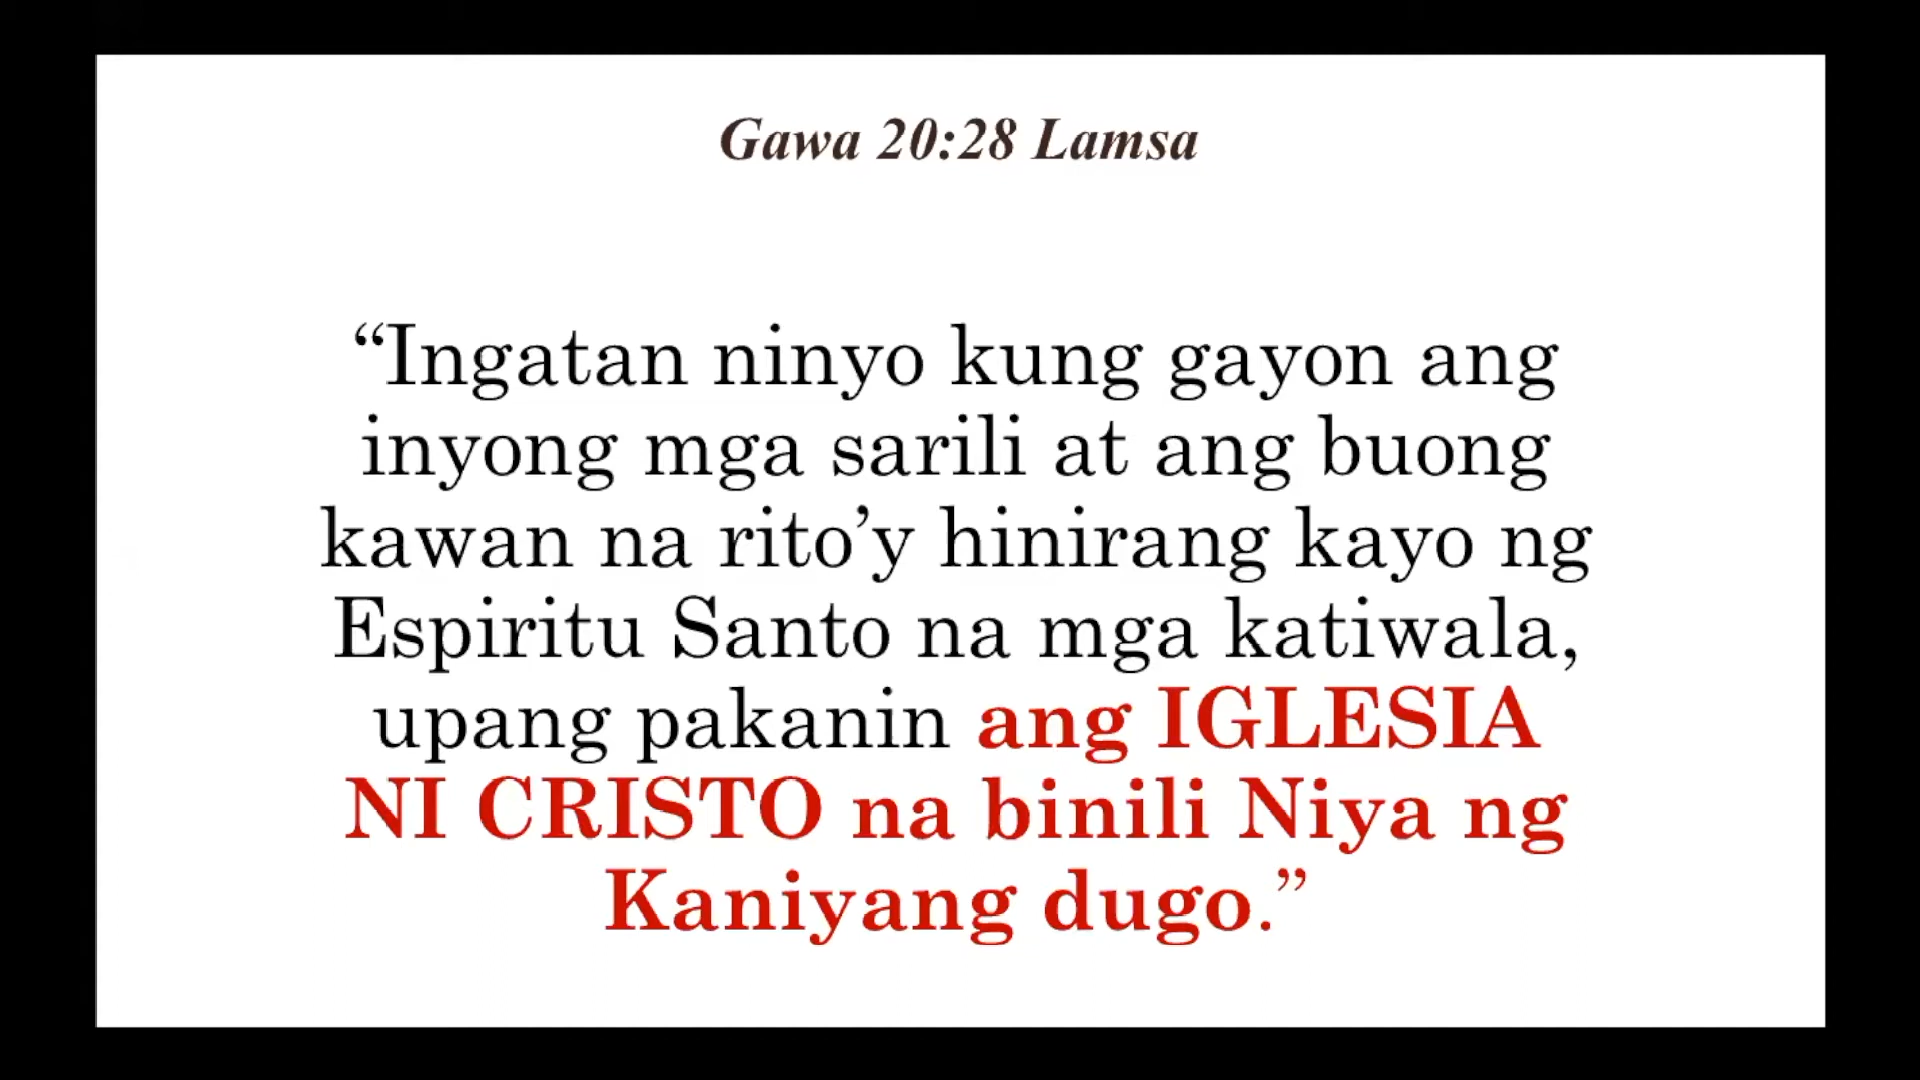 Gawa 20:28 Lamsa
“Ingatan ninyo kung gayon ang
inyong mga sarili at ang buong
kawan na rito’y hinirang kayo ng
Espiritu Santo na mga katiwala,
upang pakanin ang IGLESIA
NI CRISTO na binili Niya ng
Kaniyang dugo.”